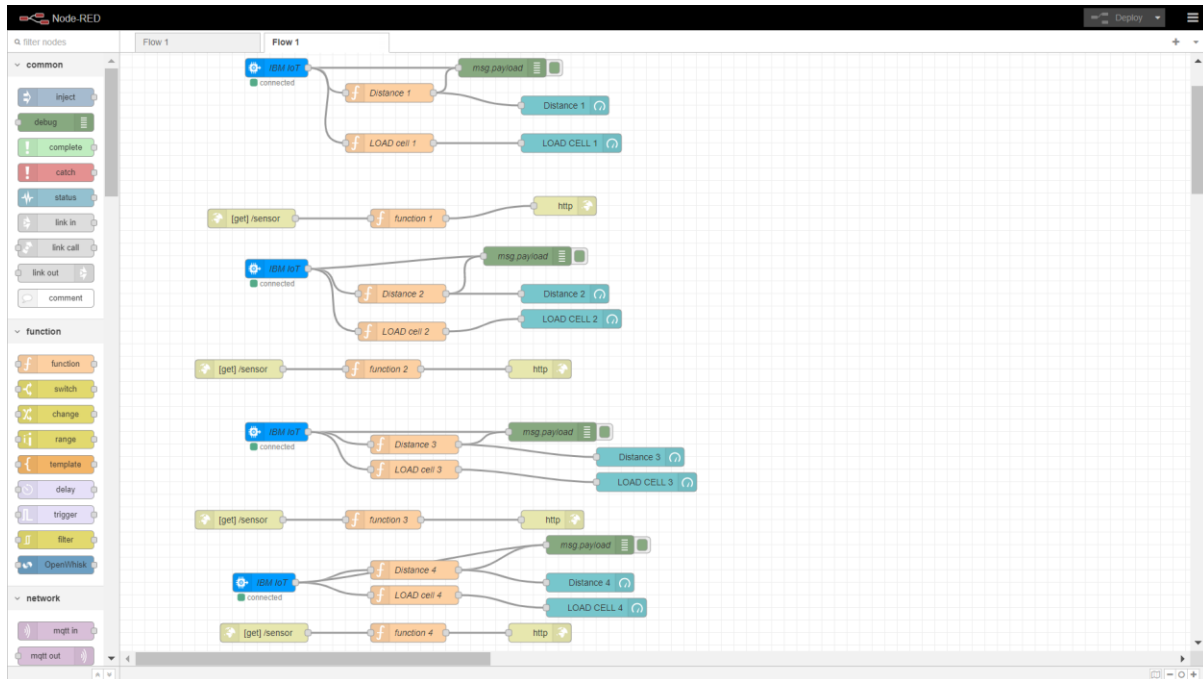 Node-RED
Deploy
filter nodes
Flow 1
Flow 1
common
inject
debug
complete
catch
status
link in
link call
link out
comment
function
function
switch
change
range
template
delay
trigger
filter
OpenWhisk
network
mqtt in
mqtt out
IBM IoT
connected
msg.payload
Distance 1
Distance 1
LOAD cell 1
LOAD CELL 1
[get] /sensor
function 1
http
IBM IoT
connected
msg.payload
Distance 2
Distance 2
LOAD cell 2
LOAD CELL 2
[get] /sensor
function 2
http
IBM IoT
connected
msg.payload
Distance 3
Distance 3
LOAD cell 3
LOAD CELL 3
[get] /sensor
function 3
http
msg.payload
IBM IoT
connected
Distance 4
Distance 4
LOAD cell 4
LOAD CELL 4
[get] /sensor
function 4
http